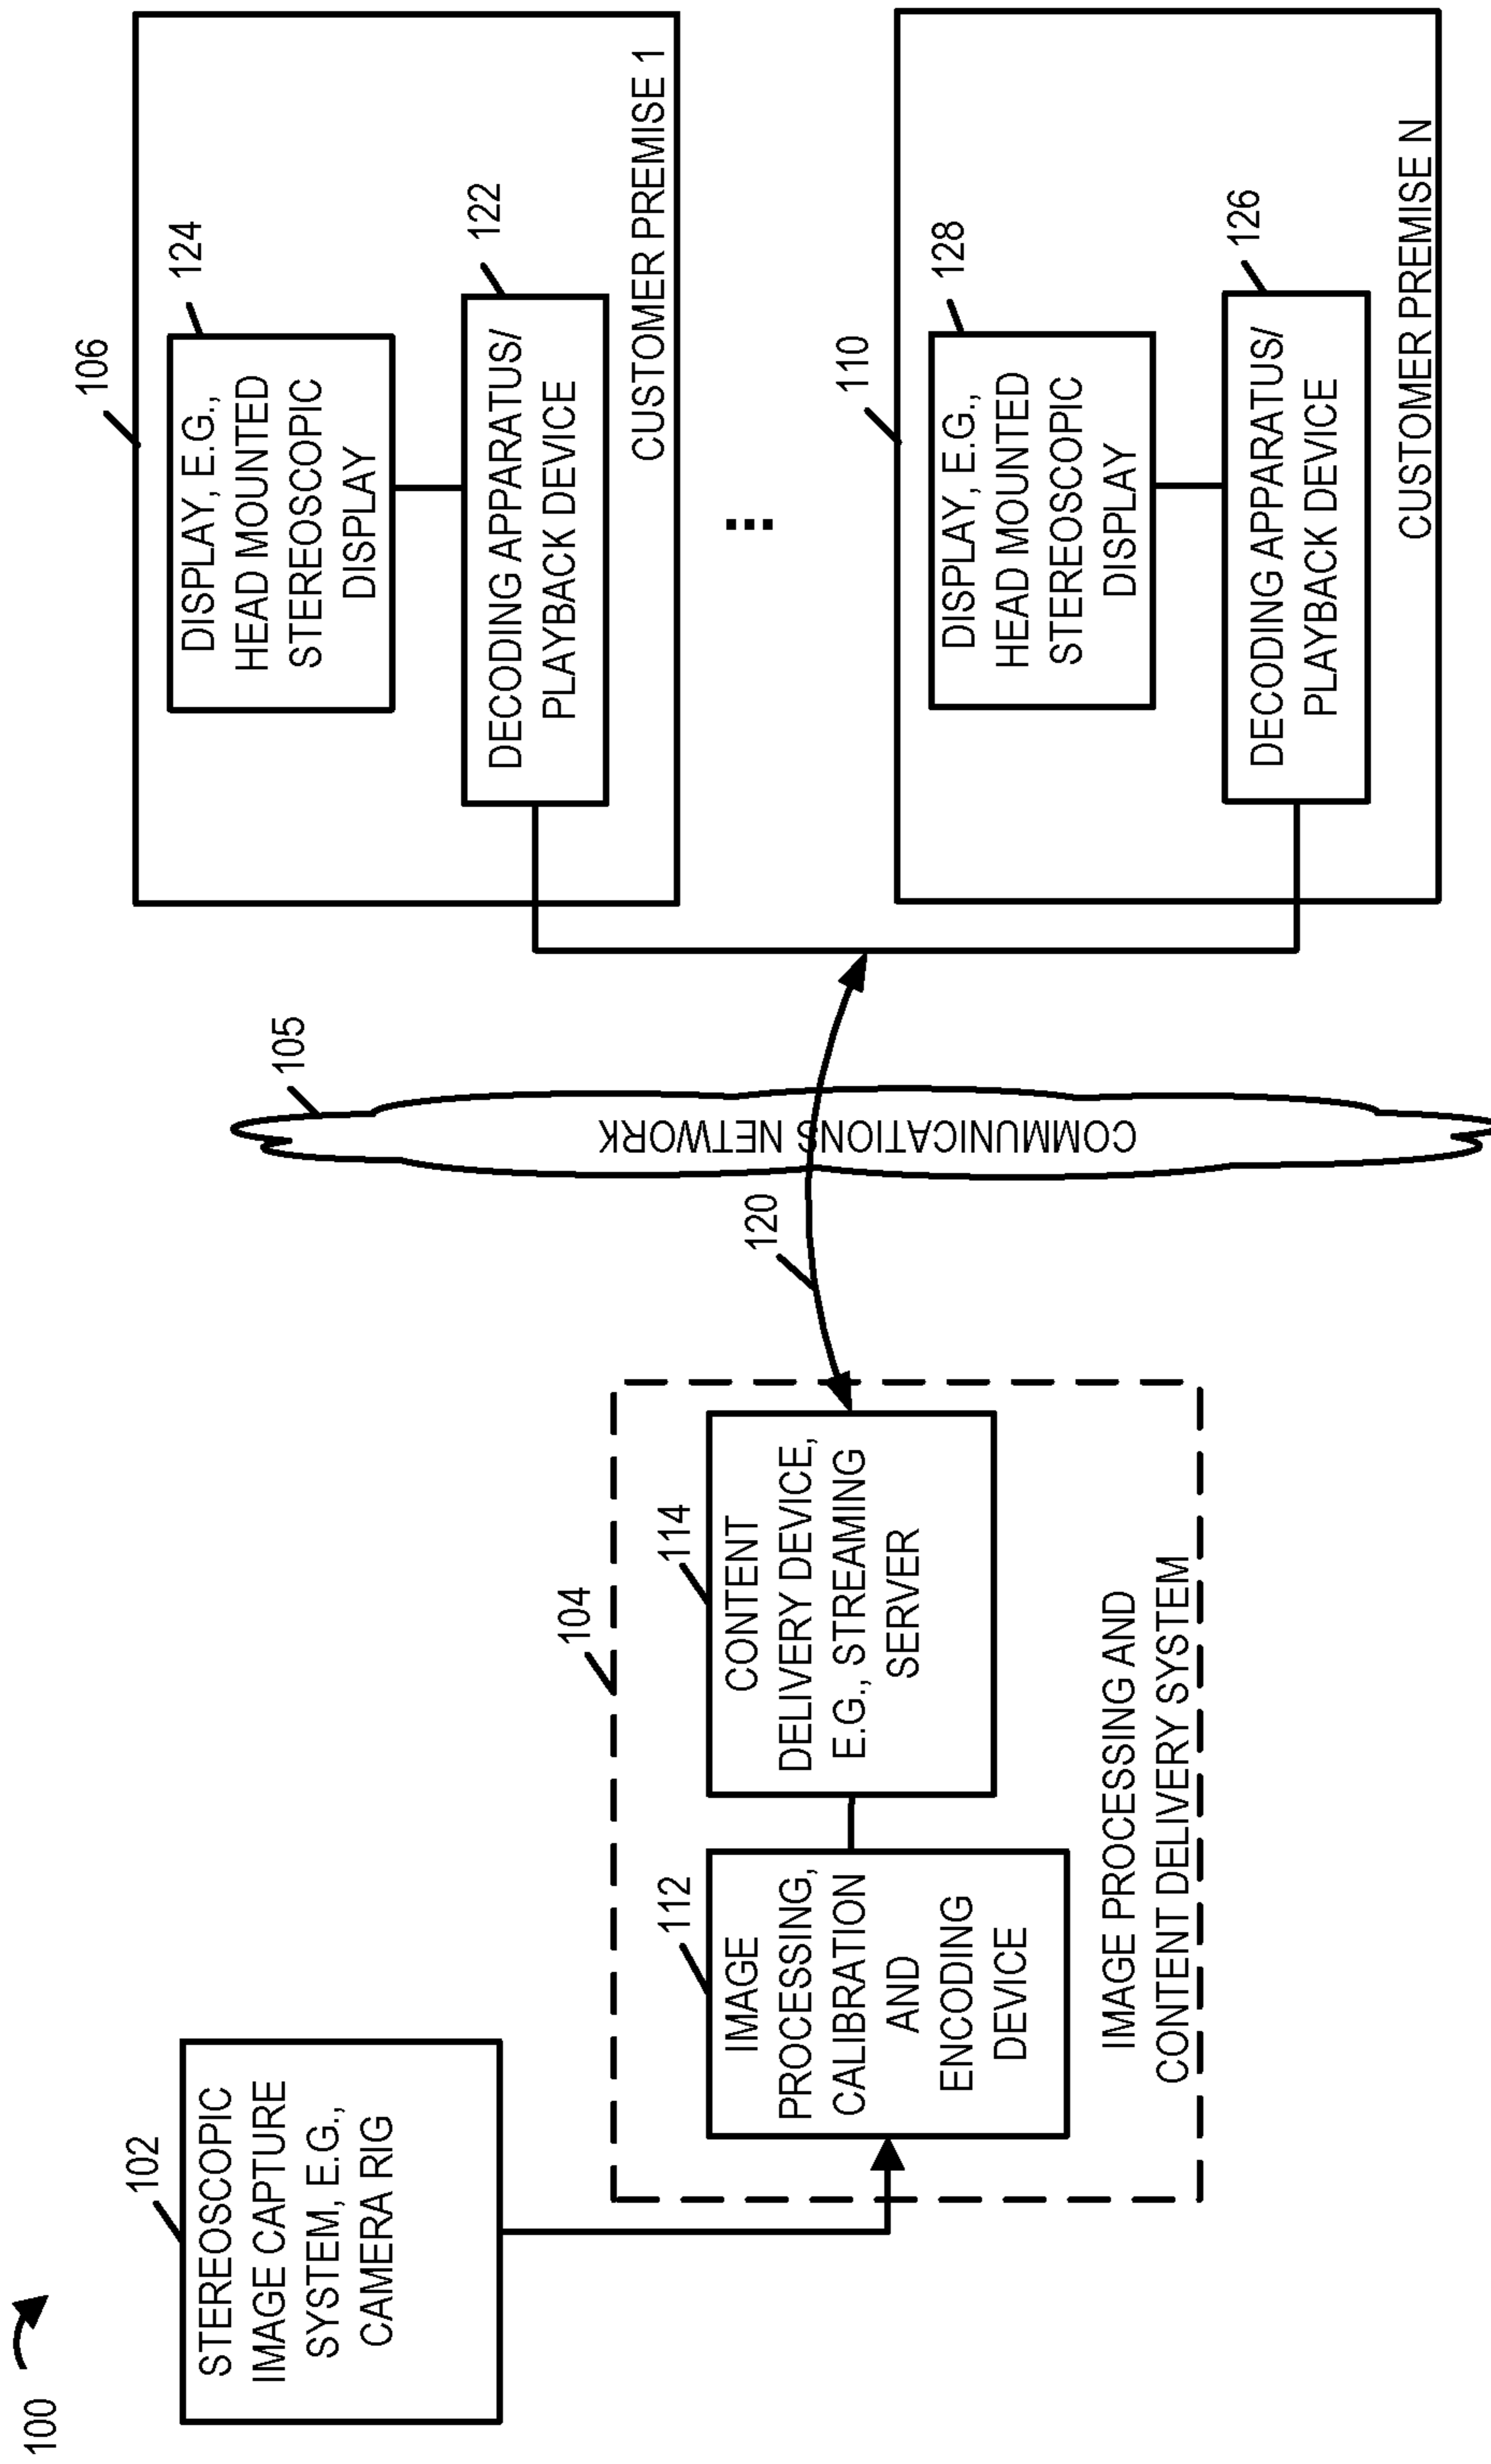 100
102
STEREOSCOPIC
IMAGE CAPTURE
SYSTEM, E.G.,
CAMERA RIG
104
112
IMAGE
PROCESSING,
CALIBRATION
AND
ENCODING
DEVICE
114
CONTENT
DELIVERY DEVICE,
E.G., STREAMING
SERVER
IMAGE PROCESSING AND
CONTENT DELIVERY SYSTEM
120
105
COMMUNICATIONS NETWORK
106
124
DISPLAY, E.G.,
HEAD MOUNTED
STEREOSCOPIC
DISPLAY
122
DECODING APPARATUS/
PLAYBACK DEVICE
CUSTOMER PREMISE 1
...
110
128
DISPLAY, E.G.,
HEAD MOUNTED
STEREOSCOPIC
DISPLAY
126
DECODING APPARATUS/
PLAYBACK DEVICE
CUSTOMER PREMISE N